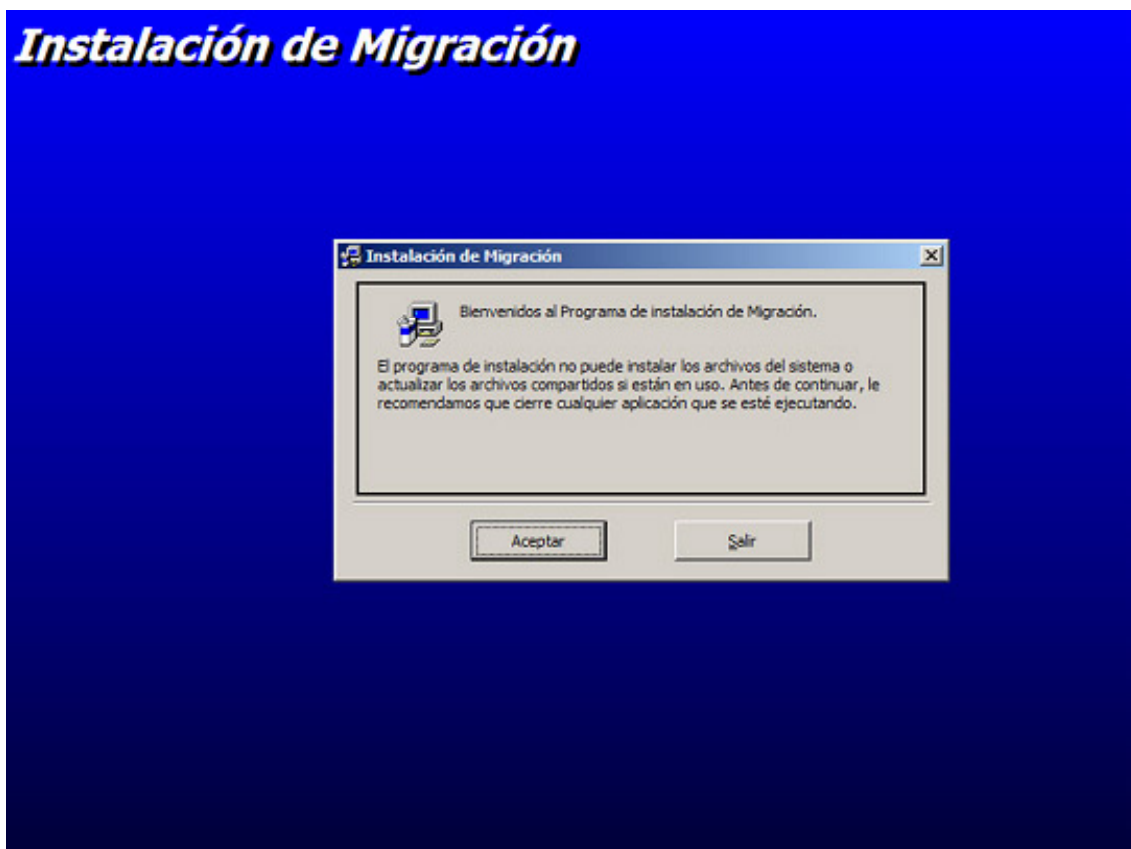 Instalación de Migración
Instalación de Migración
Bienvenidos al Programa de instalación de Migración.
El programa de instalación no puede instalar los archivos del sistema o
actualizar los archivos compartidos si están en uso. Antes de continuar, le
recomendamos que cierre cualquier aplicación que se esté ejecutando.
Aceptar
Salir